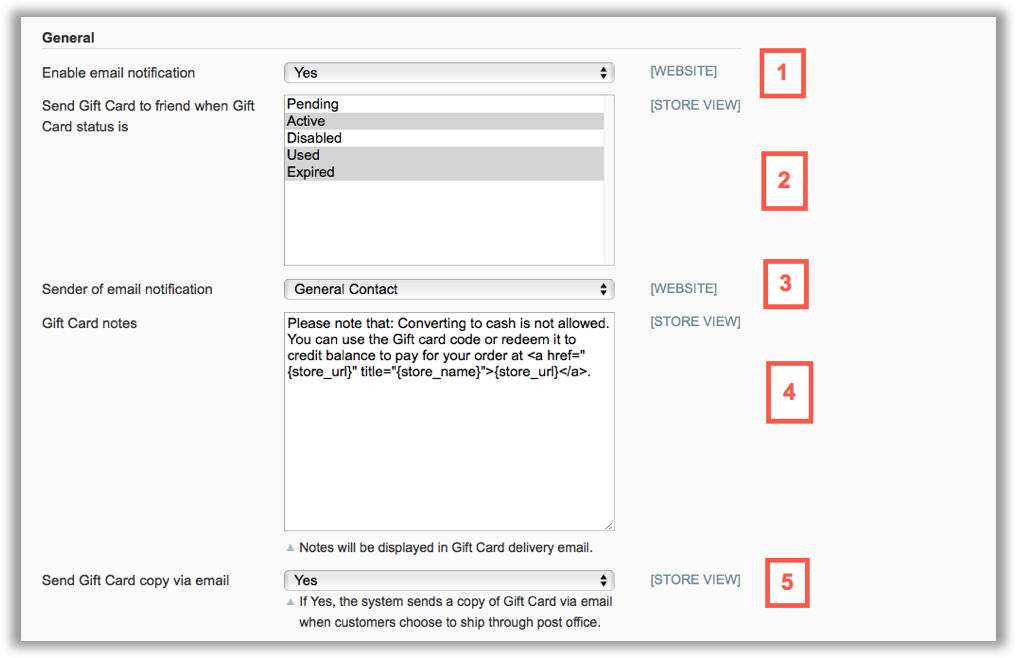 General
Enable email notification Yes [WEBSITE] 1
Send Gift Card to friend when Gift Pending [STORE VIEW]
Card status is Active
Disabled
Used
Expired
2
Sender of email notification General Contact [WEBSITE] 3
Gift Card notes Please note that: Converting to cash is not allowed. [STORE VIEW]
You can use the Gift card code or redeem it to
credit balance to pay for your order at <a href="
{store_url}" title="{store_name}">{store_url}</a>.
4
Notes will be displayed in Gift Card delivery email.
Send Gift Card copy via email Yes [STORE VIEW] 5
If Yes, the system sends a copy of Gift Card via email
when customers choose to ship through post office.